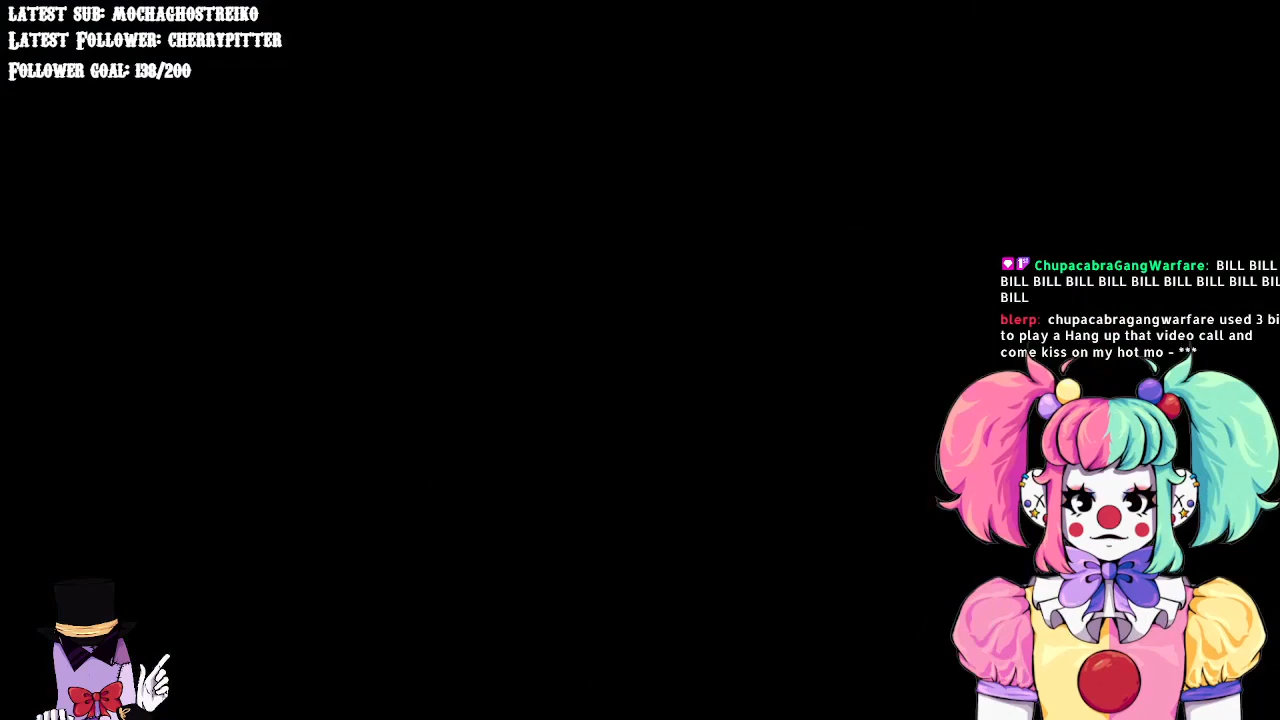 LATEST SUB: MOCHAGHOSTREIKO
LATEST FOLLOWER: CHERRYPITTER
FOLLOWER GOAL: 138/200
1ST ChupacabraGangWarfare: BILL BILL
BILL BILL BILL BILL BILL BILL BILL BILL
BILL
blerp: chupacabragangwarfare used 3
to play a Hang up that video call and
come kiss on my hot mo - ***